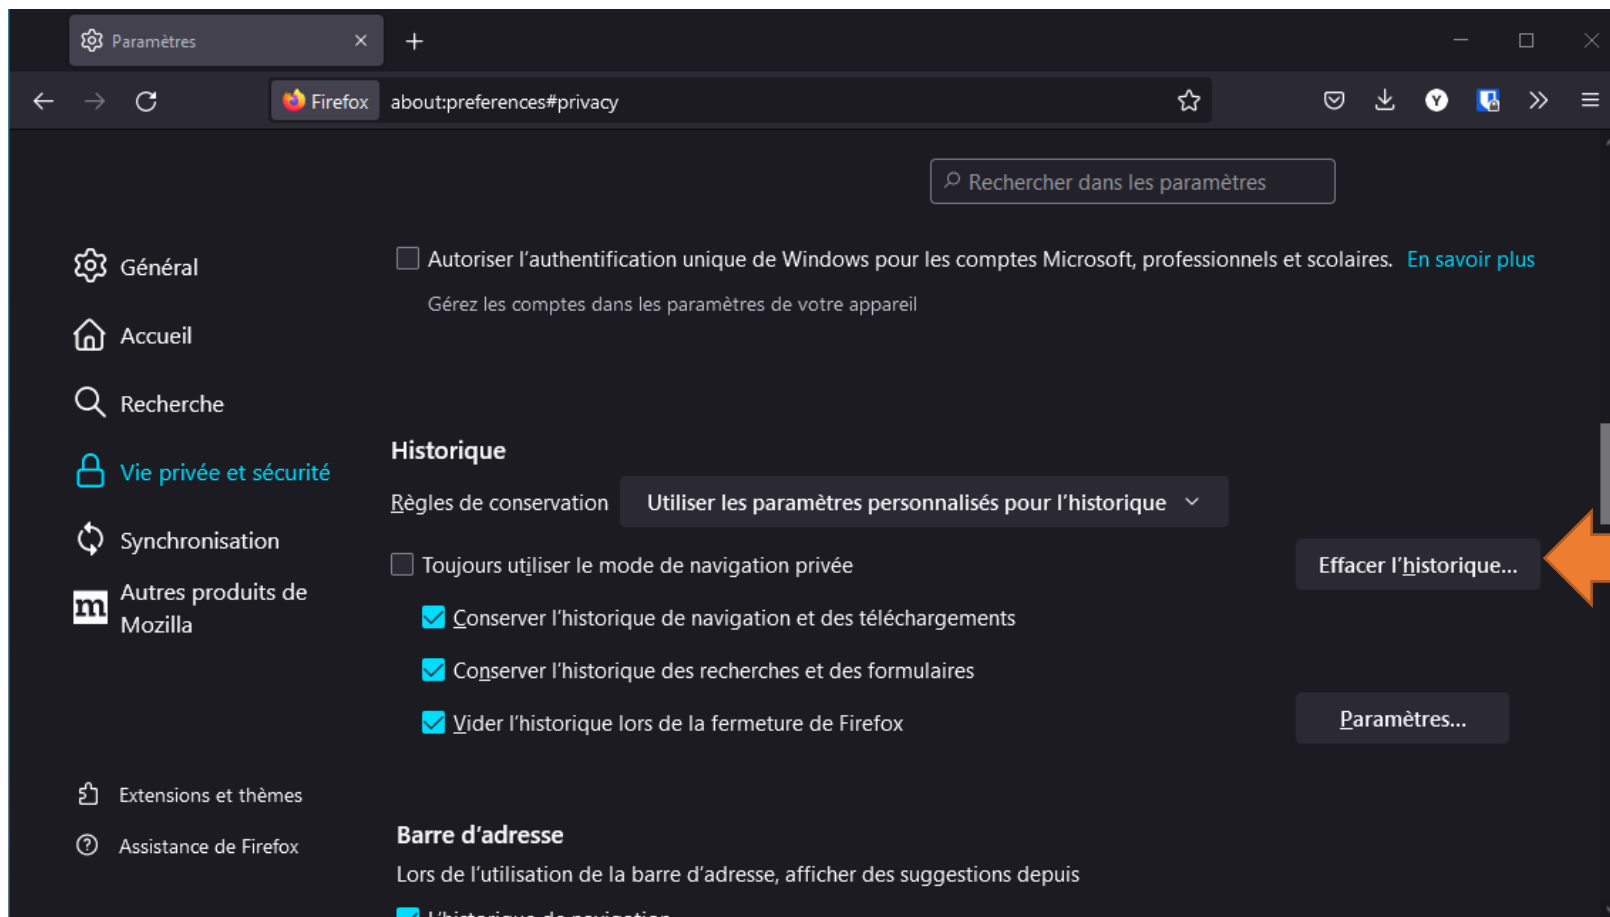 Paramètres
Firefox about:preferences#privacy
Rechercher dans les paramètres
Général
Accueil
Recherche
Vie privée et sécurité
Synchronisation
Autres produits de
Mozilla
Extensions et thèmes
Assistance de Firefox
Autoriser l’authentification unique de Windows pour les comptes Microsoft, professionnels et scolaires. En savoir plus
Gérez les comptes dans les paramètres de votre appareil
Historique
Règles de conservation Utiliser les paramètres personnalisés pour l’historique
Toujours utiliser le mode de navigation privée
Effacer l’historique...
Conserver l’historique de navigation et des téléchargements
Conserver l’historique des recherches et des formulaires
Vider l’historique lors de la fermeture de Firefox
Paramètres...
Barre d’adresse
Lors de l’utilisation de la barre d’adresse, afficher des suggestions depuis
L’historique de navigation